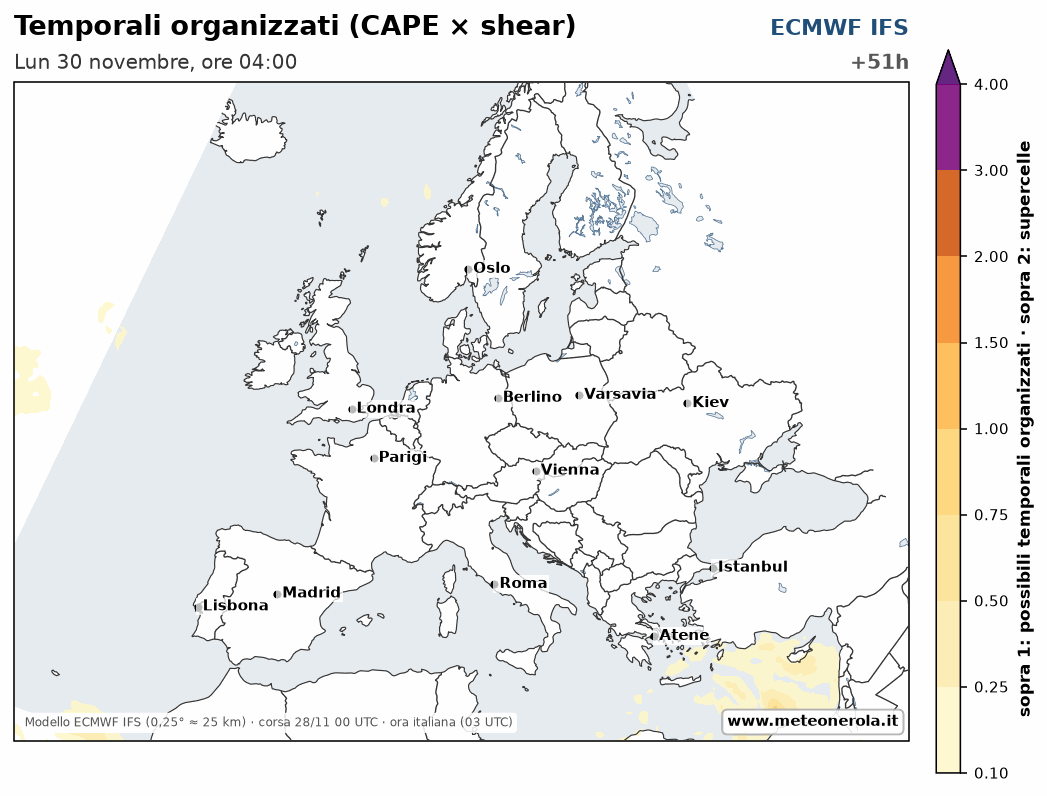 Temporali organizzati (CAPE × shear)
ECMWF IFS
Lun 30 novembre, ore 04:00
+51h
4.00
3.00
2.00
1.50
1.00
0.75
0.50
0.25
0.10
sopra 1: possibili temporali organizzati · sopra 2: supercelle
Oslo
Berlino
Varsavia
Kiev
Londra
Parigi
Vienna
Istanbul
Roma
Madrid
Lisbona
Atene
Modello ECMWF IFS (0,25° ≈ 25 km) · corsa 28/11 00 UTC · ora italiana (03 UTC)
www.meteonerola.it